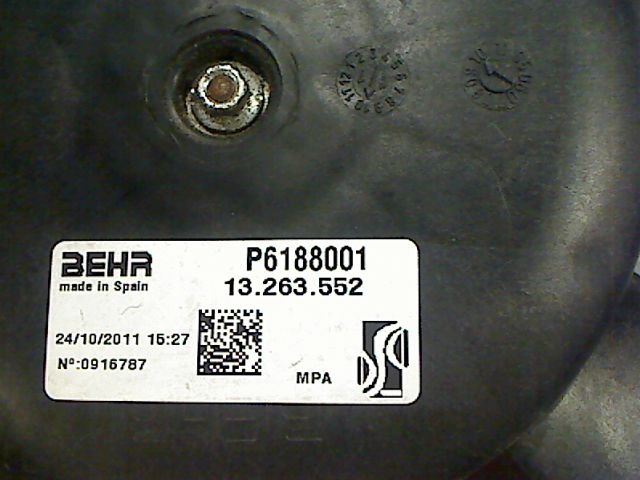 BEHR
made in Spain
P6188001
13.263.552
24/10/2011 15:27
Nº:0916787
MPA